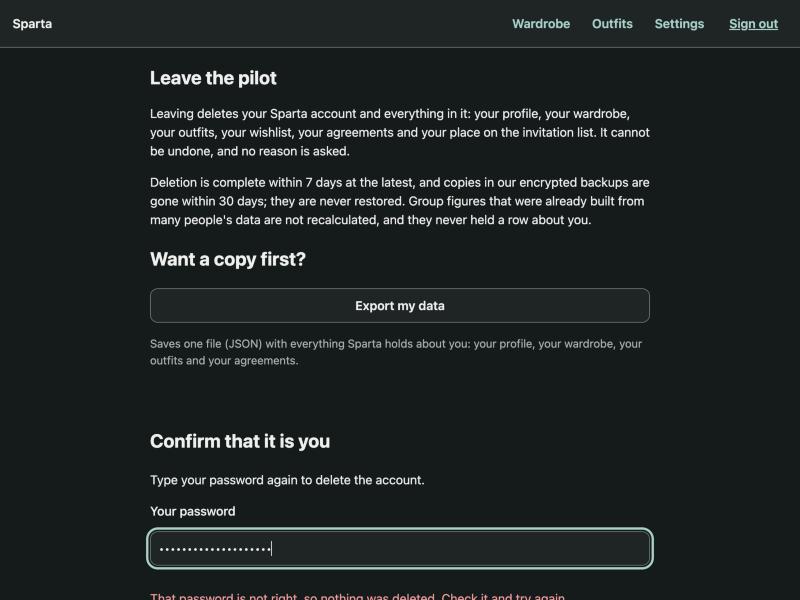 Sparta
Wardrobe
Outfits
Settings
Sign out
Leave the pilot
Leaving deletes your Sparta account and everything in it: your profile, your wardrobe,
your outfits, your wishlist, your agreements and your place on the invitation list. It cannot
be undone, and no reason is asked.
Deletion is complete within 7 days at the latest, and copies in our encrypted backups are
gone within 30 days; they are never restored. Group figures that were already built from
many people's data are not recalculated, and they never held a row about you.
Want a copy first?
Export my data
Saves one file (JSON) with everything Sparta holds about you: your profile, your wardrobe, your
outfits and your agreements.
Confirm that it is you
Type your password again to delete the account.
Your password
That password is not right, so nothing was deleted. Check it and try again.